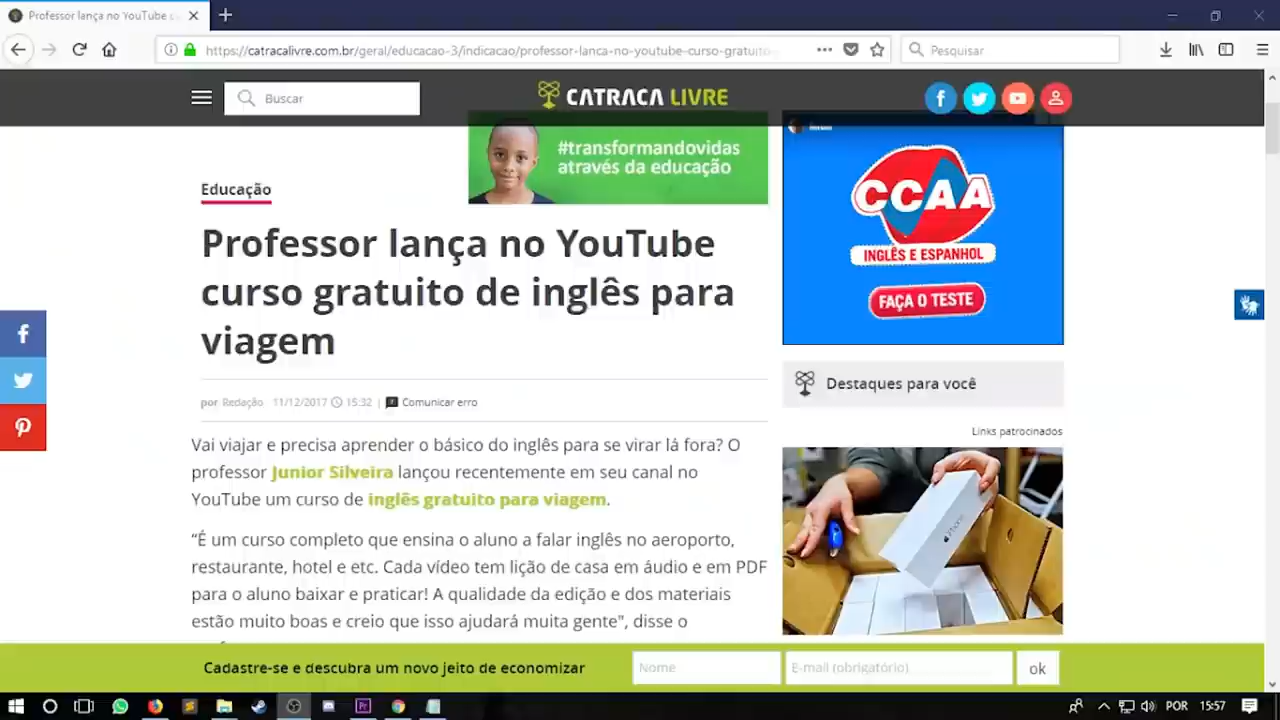 Professor lança no YouTube c
https://catracalivre.com.br/geral/educacao-3/indicacao/professor-lanca-no-youtube-curso-gratuito-
Pesquisar
Buscar
CATRACA LIVRE
#transformandovidas
através da educação
CCAA
INGLÊS E ESPANHOL
FAÇA O TESTE
Educação
Professor lança no YouTube
curso gratuito de inglês para
viagem
por Redação 11/12/2017 15:32 | Comunicar erro
Destaques para você
Links patrocinados
Vai viajar e precisa aprender o básico do inglês para se virar lá fora? O
professor Junior Silveira lançou recentemente em seu canal no
YouTube um curso de inglês gratuito para viagem.
“É um curso completo que ensina o aluno a falar inglês no aeroporto,
restaurante, hotel e etc. Cada vídeo tem lição de casa em áudio e em PDF
para o aluno baixar e praticar! A qualidade da edição e dos materiais
estão muito boas e creio que isso ajudará muita gente", disse o
Cadastre-se e descubra um novo jeito de economizar
Nome
E-mail (obrigatório)
ok
POR
15:57